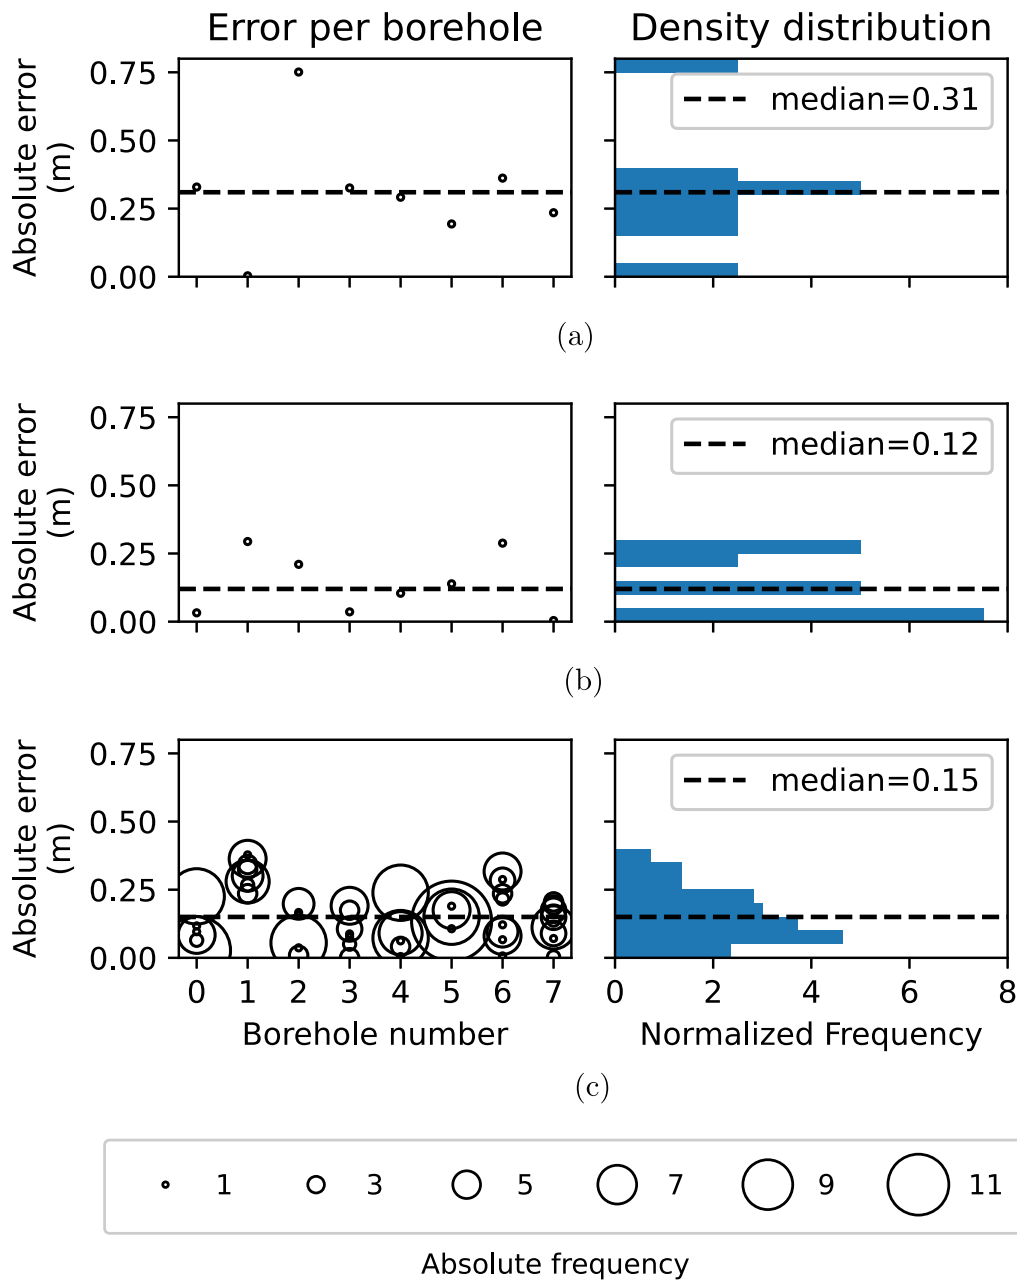 Error per borehole
Density distribution
Absolute error
(m)
0.75
0.50
0.25
0.00
median=0.31
(a)
Absolute error
(m)
0.75
0.50
0.25
0.00
median=0.12
(b)
Absolute error
(m)
0.75
0.50
0.25
0.00
median=0.15
0 1 2 3 4 5 6 7
0 2 4 6 8
Borehole number
Normalized Frequency
(c)
1 3 5 7 9 11
Absolute frequency